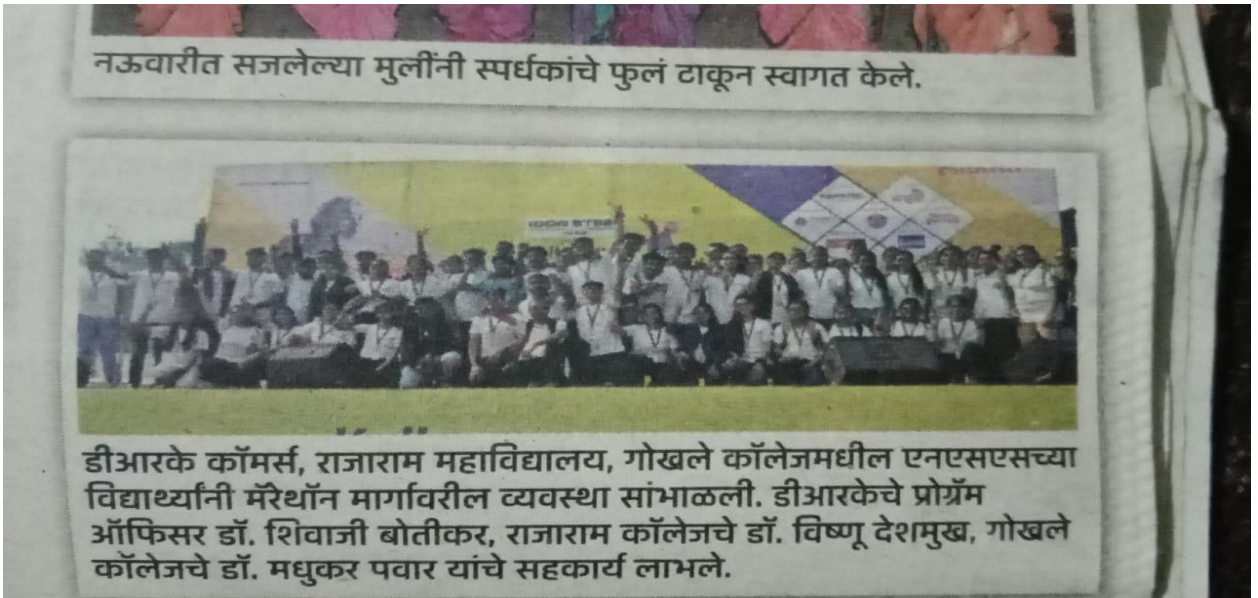 नऊवारीत सजलेल्या मुलींनी स्पर्धकांचे फुलं टाकून स्वागत केले.
डीआरके कॉमर्स, राजाराम महाविद्यालय, गोखले कॉलेजमधील एनएसएसच्या
विद्यार्थ्यांनी मॅरेथॉन मार्गावरील व्यवस्था सांभाळली. डीआरकेचे प्रोग्रॅम
ऑफिसर डॉ. शिवाजी बोतीकर, राजाराम कॉलेजचे डॉ. विष्णू देशमुख, गोखले
कॉलेजचे डॉ. मधुकर पवार यांचे सहकार्य लाभले.